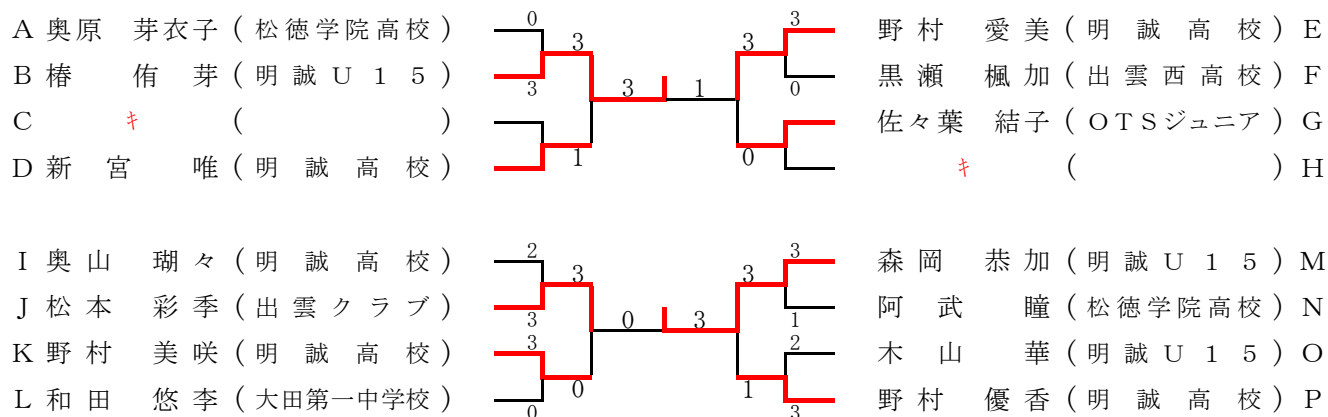 A 奥原 芽衣子 ( 松徳学院高校 ) 0 3 野村 愛美 ( 明誠高校 ) E
3 3
B 椿 侑芽 ( 明誠U15 ) 3 3 1 0 黒瀬 楓加 ( 出雲西高校 ) F
C ｷ ( ) 佐々葉 結子 ( OTSジュニア ) G
1 0
D 新宮 唯 ( 明誠高校 ) ｷ ( ) H
I 奥山 瑚々 ( 明誠高校 ) 2 3 森岡 恭加 ( 明誠U15 ) M
3 3
J 松本 彩季 ( 出雲クラブ ) 3 0 3 1 阿武 瞳 ( 松徳学院高校 ) N
K 野村 美咲 ( 明誠高校 ) 3 2 木山 華 ( 明誠U15 ) O
0 1
L 和田 悠李 ( 大田第一中学校 ) 0 3 野村 優香 ( 明誠高校 ) P